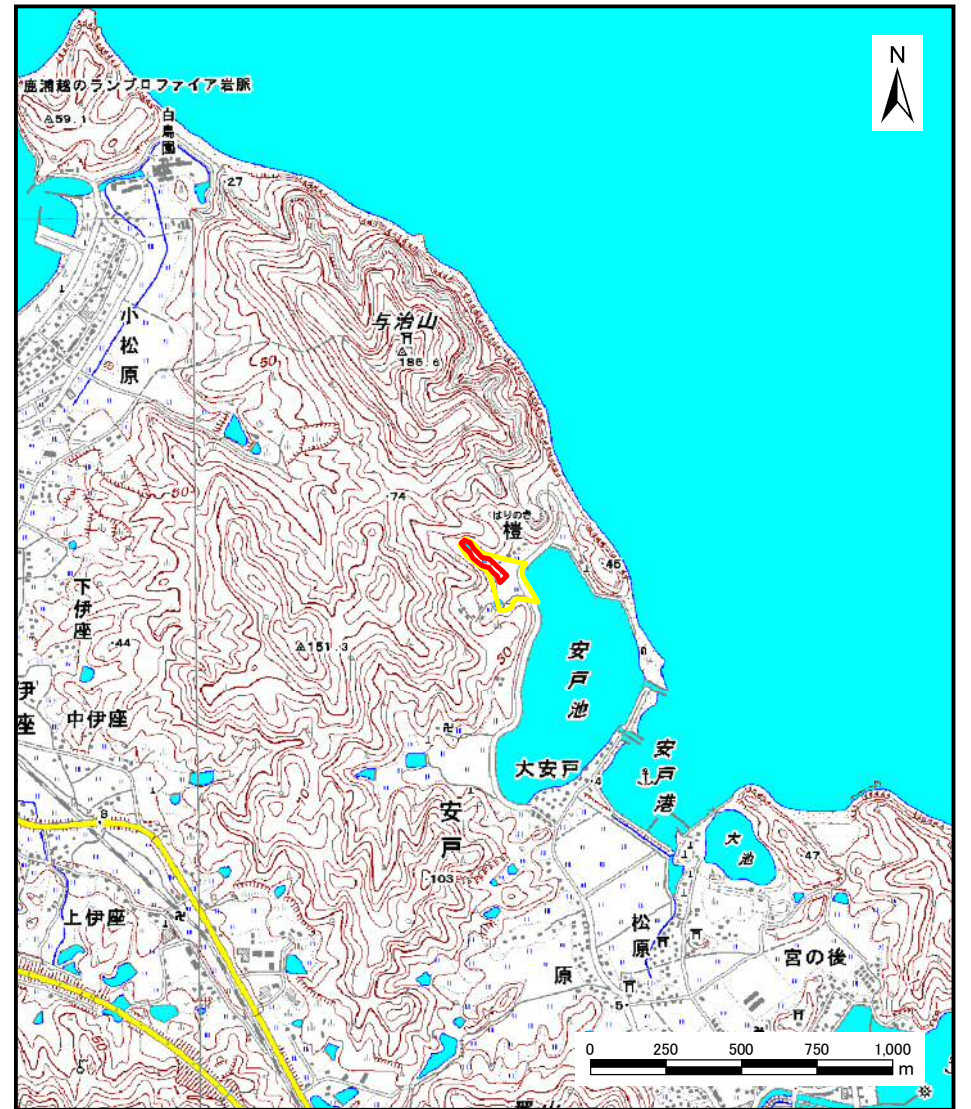 N
鹿浦越のランプロファイア岩脈
59.1
白鳥園
27
与治山
186.6
小松原
50
74
はりのき
榿
50
46
下伊座
44
151.3
50
安戸池
伊座
中伊座
大安戸
4
安戸港
8
安戸
大池
47
103
上伊座
松原
原
宮の後
5
0 250 500 750 1,000
m
50